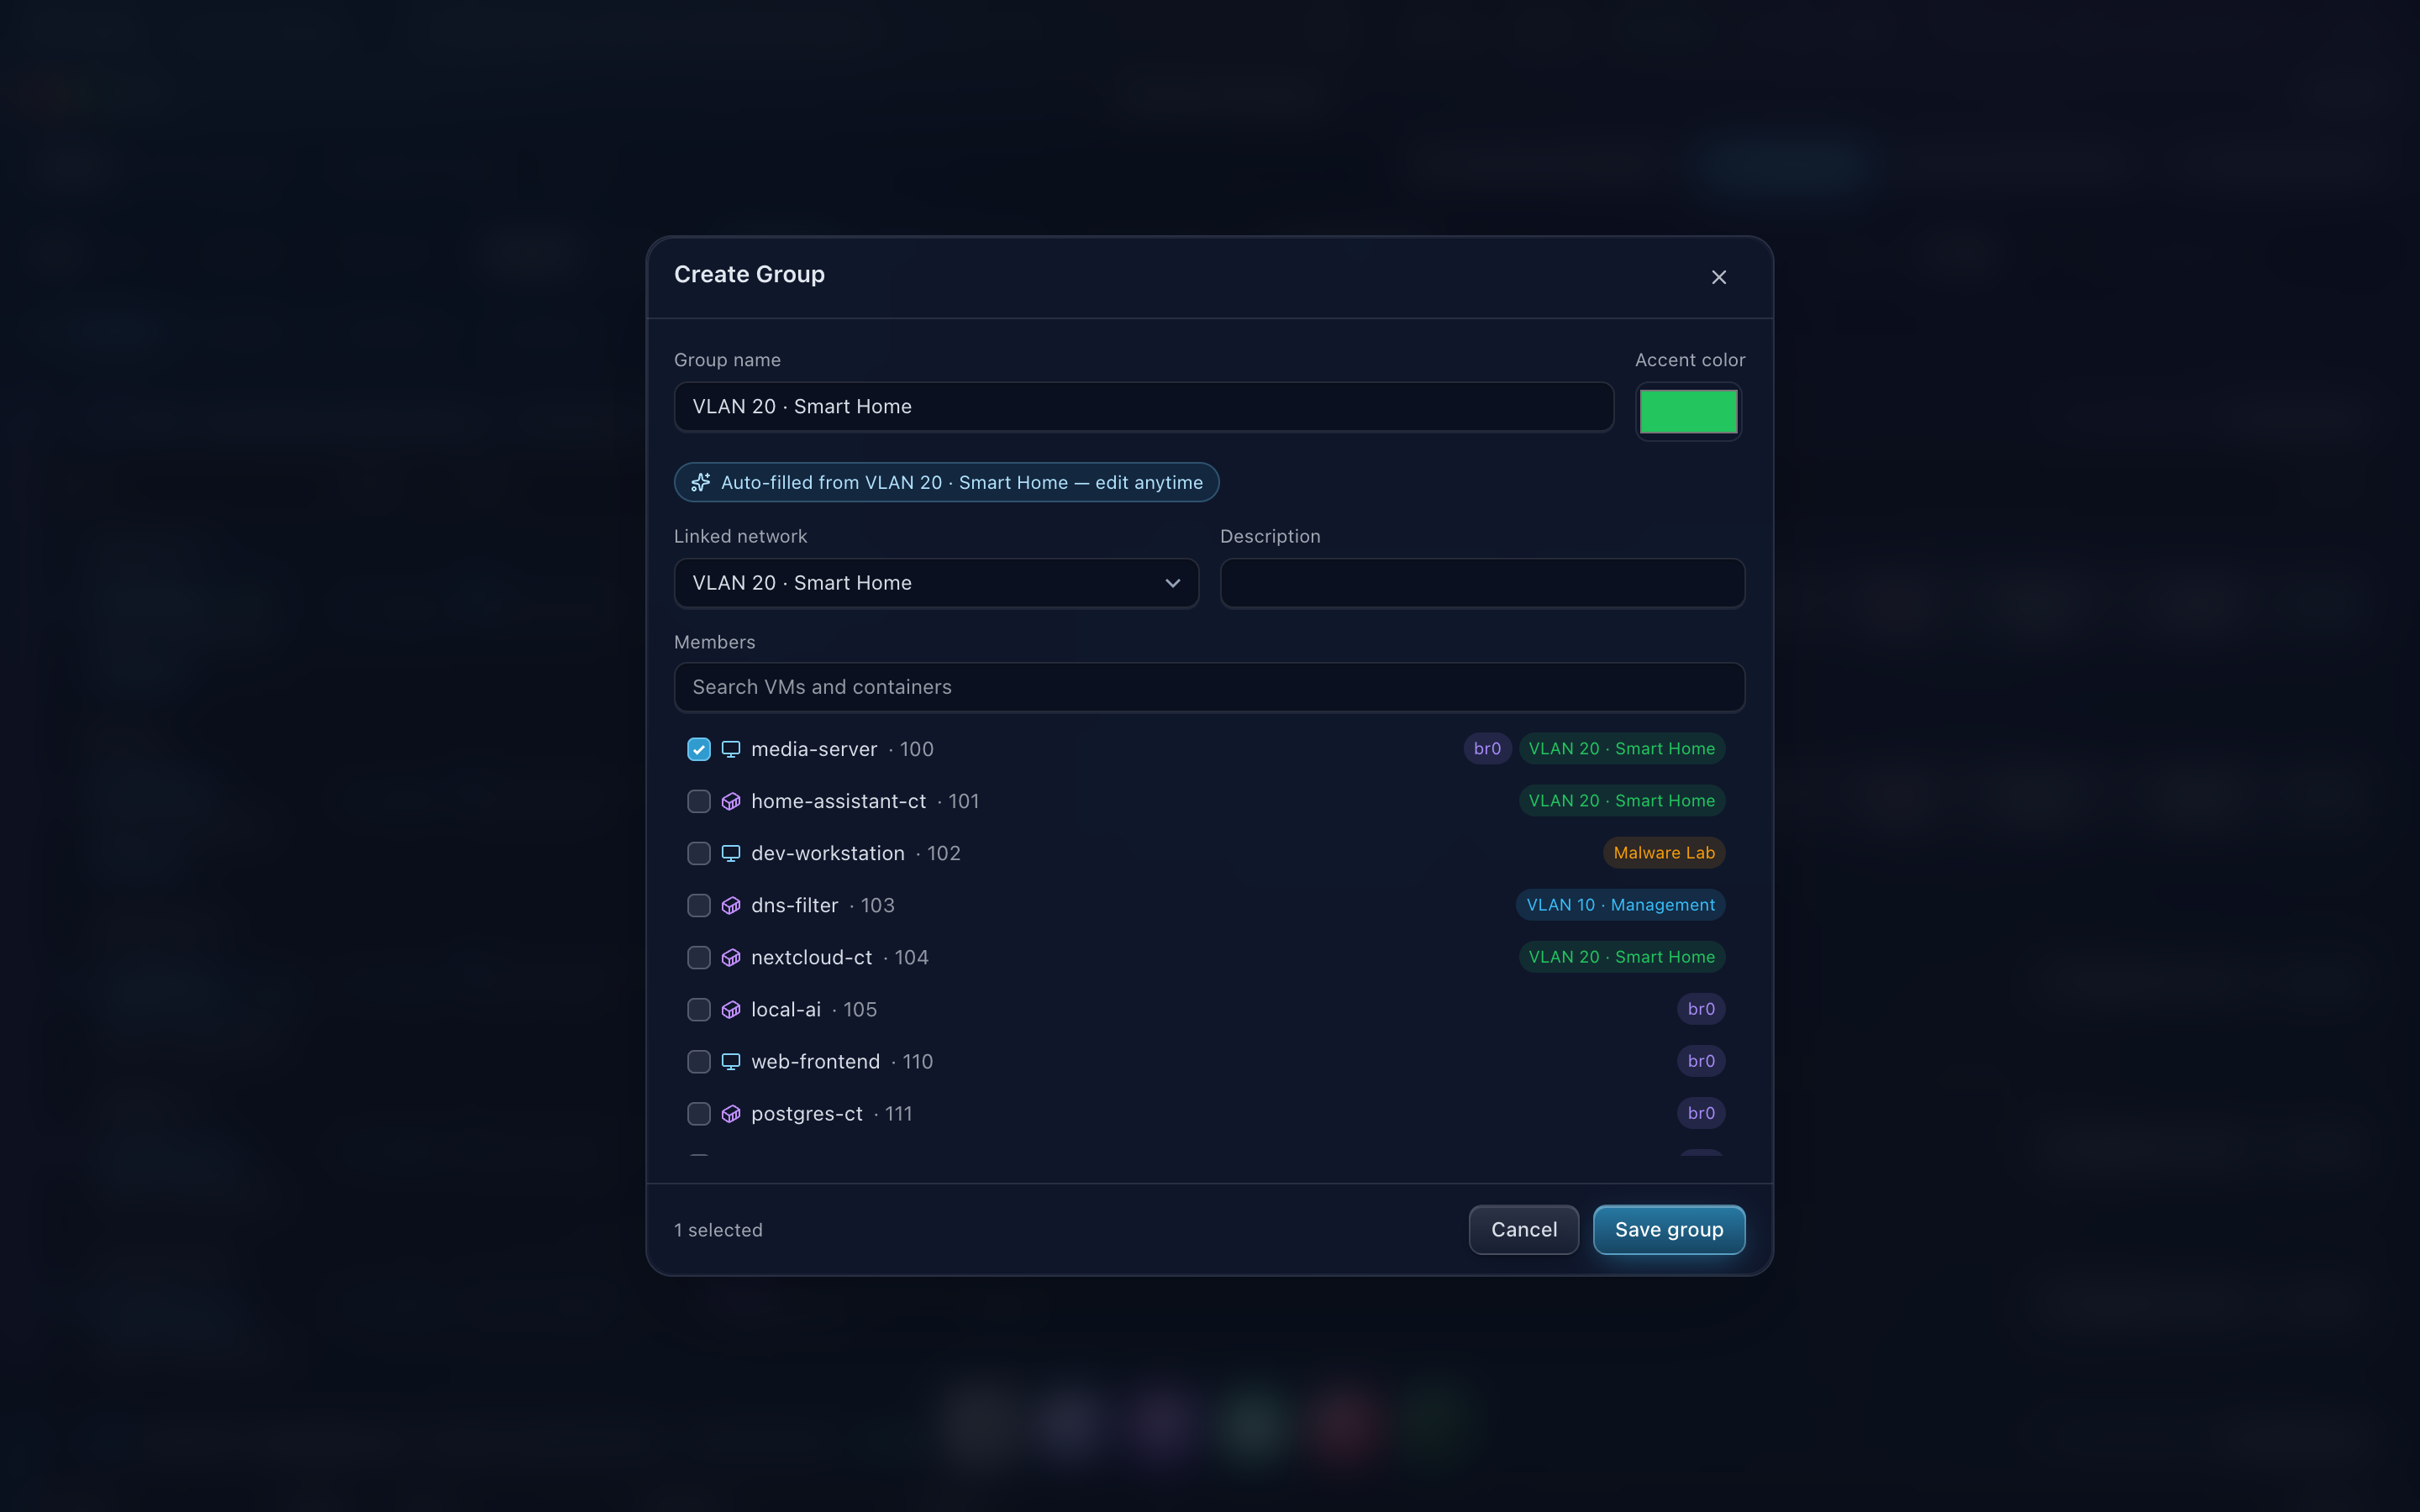 Create Group
Group name
Accent color
VLAN 20 · Smart Home
Auto-filled from VLAN 20 · Smart Home — edit anytime
Linked network
Description
VLAN 20 · Smart Home
Members
Search VMs and containers
media-server · 100 br0 VLAN 20 · Smart Home
home-assistant-ct · 101 VLAN 20 · Smart Home
dev-workstation · 102 Malware Lab
dns-filter · 103 VLAN 10 · Management
nextcloud-ct · 104 VLAN 20 · Smart Home
local-ai · 105 br0
web-frontend · 110 br0
postgres-ct · 111 br0
1 selected
Cancel
Save group